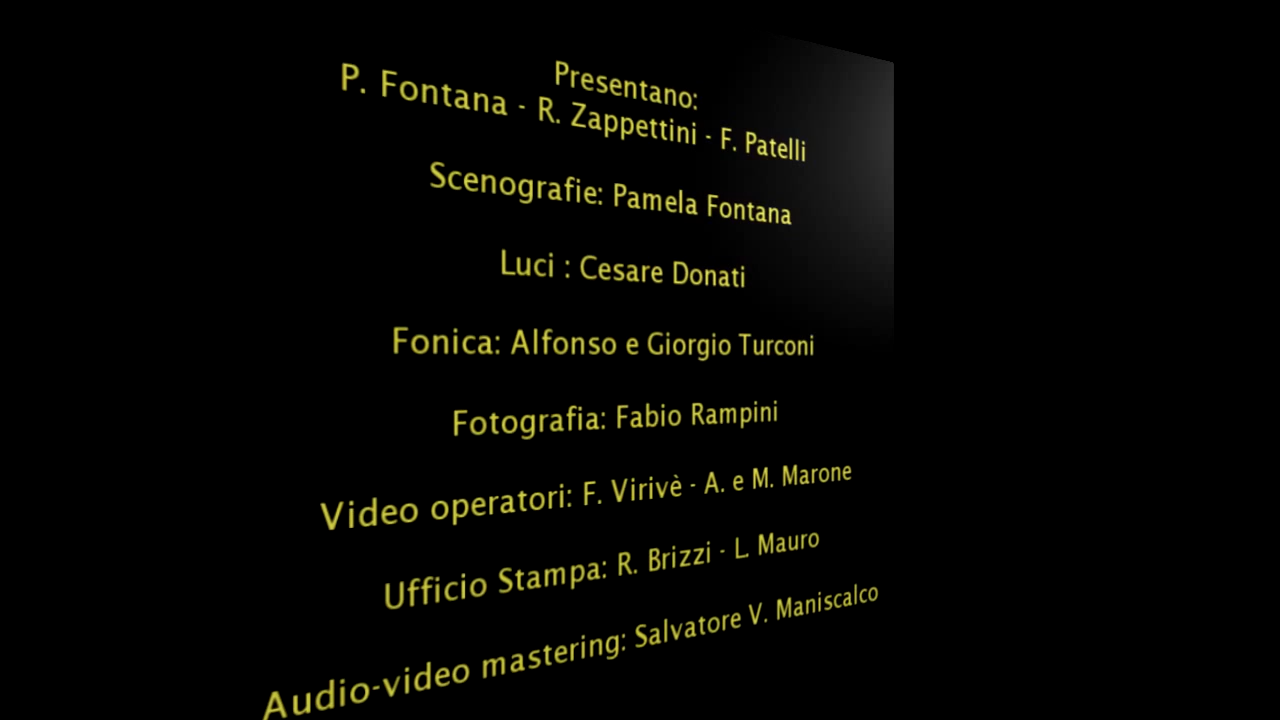 Presentano:
P. Fontana - R. Zappettini - F. Patelli
Scenografie: Pamela Fontana
Luci : Cesare Donati
Fonica: Alfonso e Giorgio Turconi
Fotografia: Fabio Rampini
Video operatori: F. Virivè - A. e M. Marone
Ufficio Stampa: R. Brizzi - L. Mauro
Audio-video mastering: Salvatore V. Maniscalco